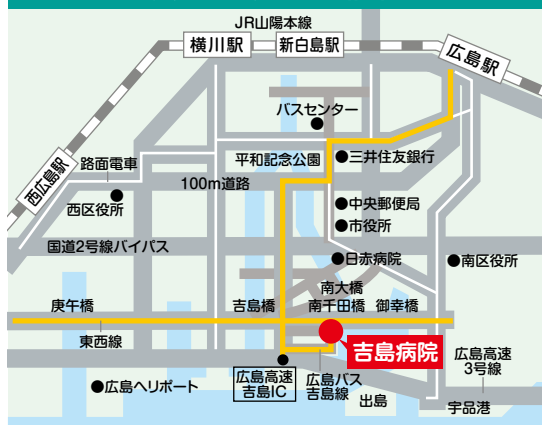 JR山陽本線
横川駅
新白島駅
広島駅
バスセンター
西広島駅
路面電車
平和記念公園
●三井住友銀行
100m道路
西区役所
●中央郵便局
●市役所
国道2号線バイパス
●日赤病院
●南区役所
南大橋
庚午橋
吉島橋
南千田橋
御幸橋
東西線
吉島病院
広島高速
3号線
●広島ヘリポート
広島高速
吉島IC
広島バス
吉島線
出島
宇品港